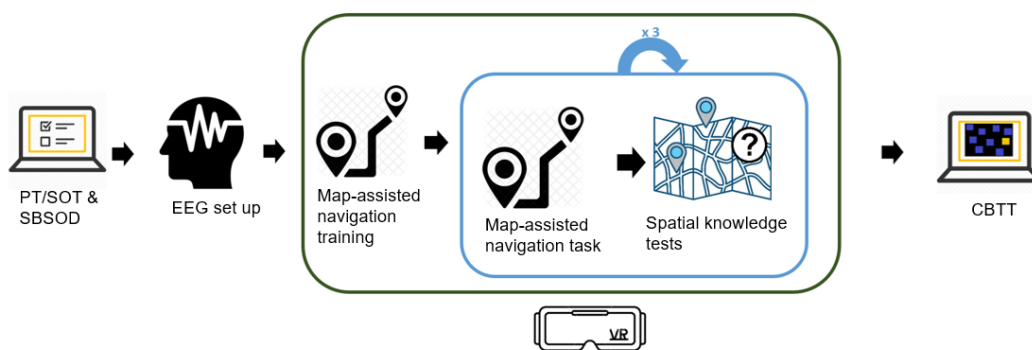 x 3
PT/SOT &
SBSOD
EEG set up
Map-assisted
navigation
training
Map-assisted
navigation task
?
Spatial knowledge
tests
CBTT
VR